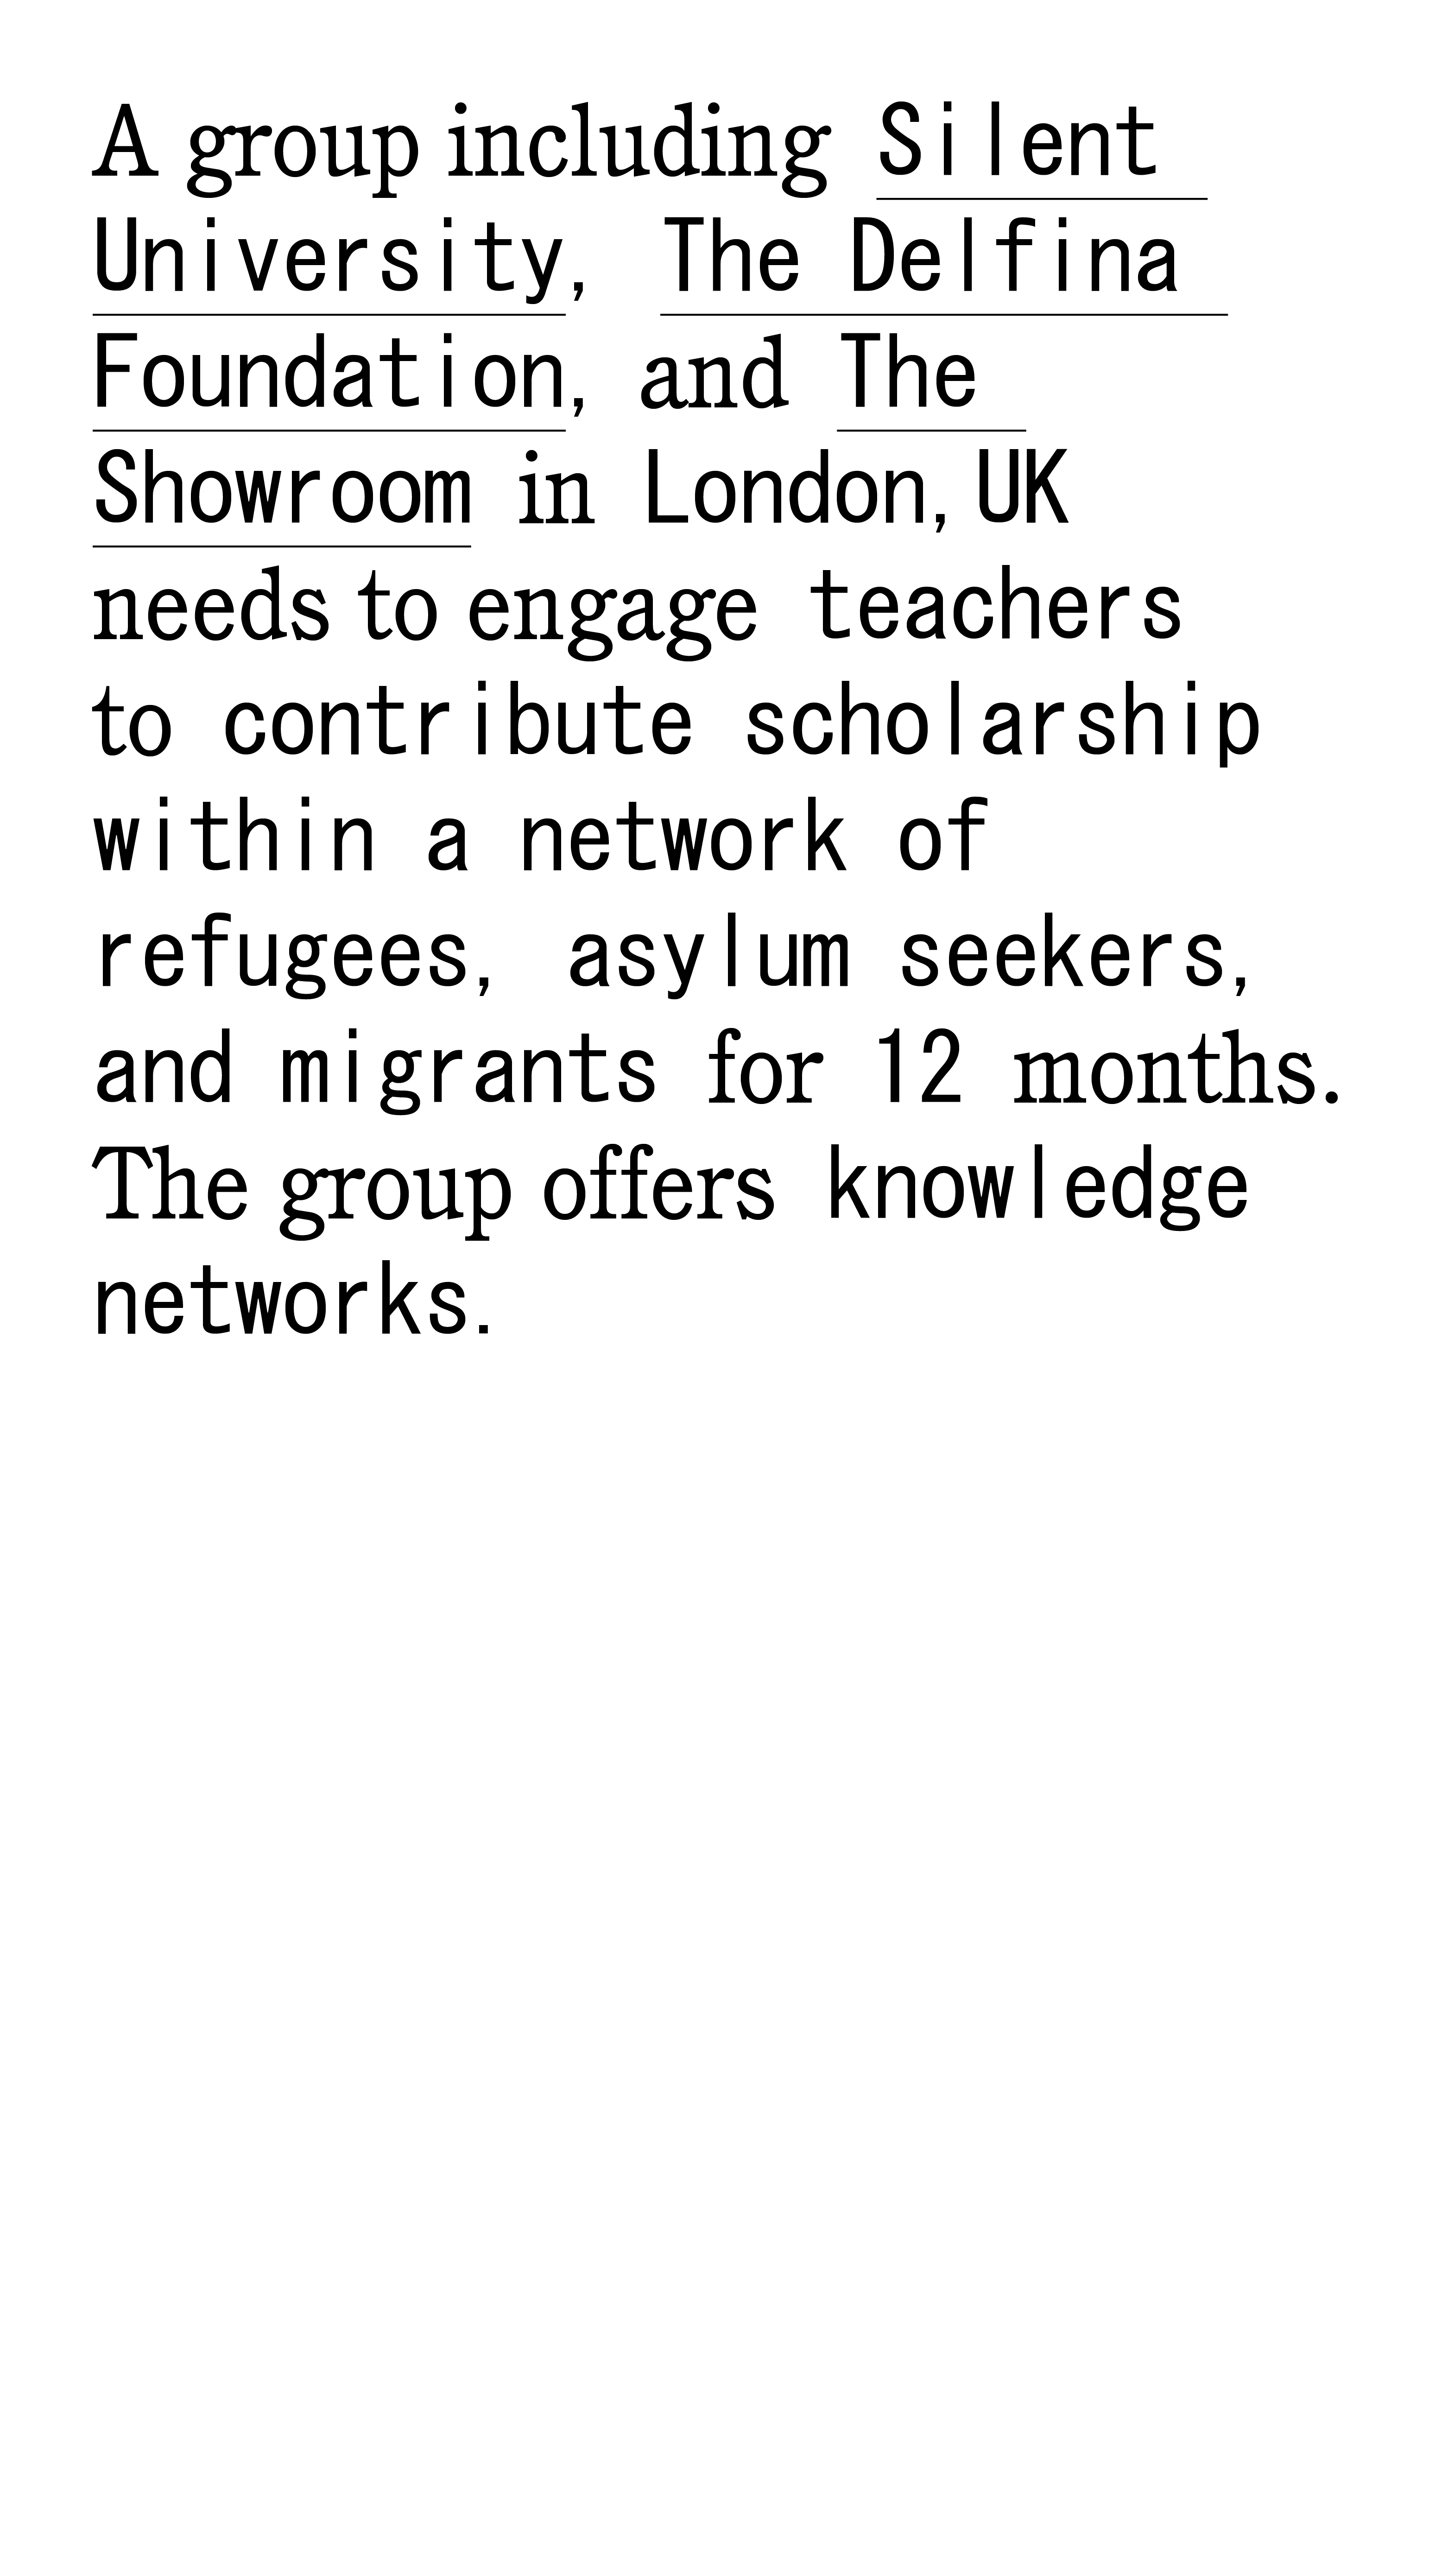 A group including Silent
University, The Delfina
Foundation, and The
Showroom in London, UK
needs to engage teachers
to contribute scholarship
within a network of
refugees, asylum seekers,
and migrants for 12 months.
The group offers knowledge
networks.